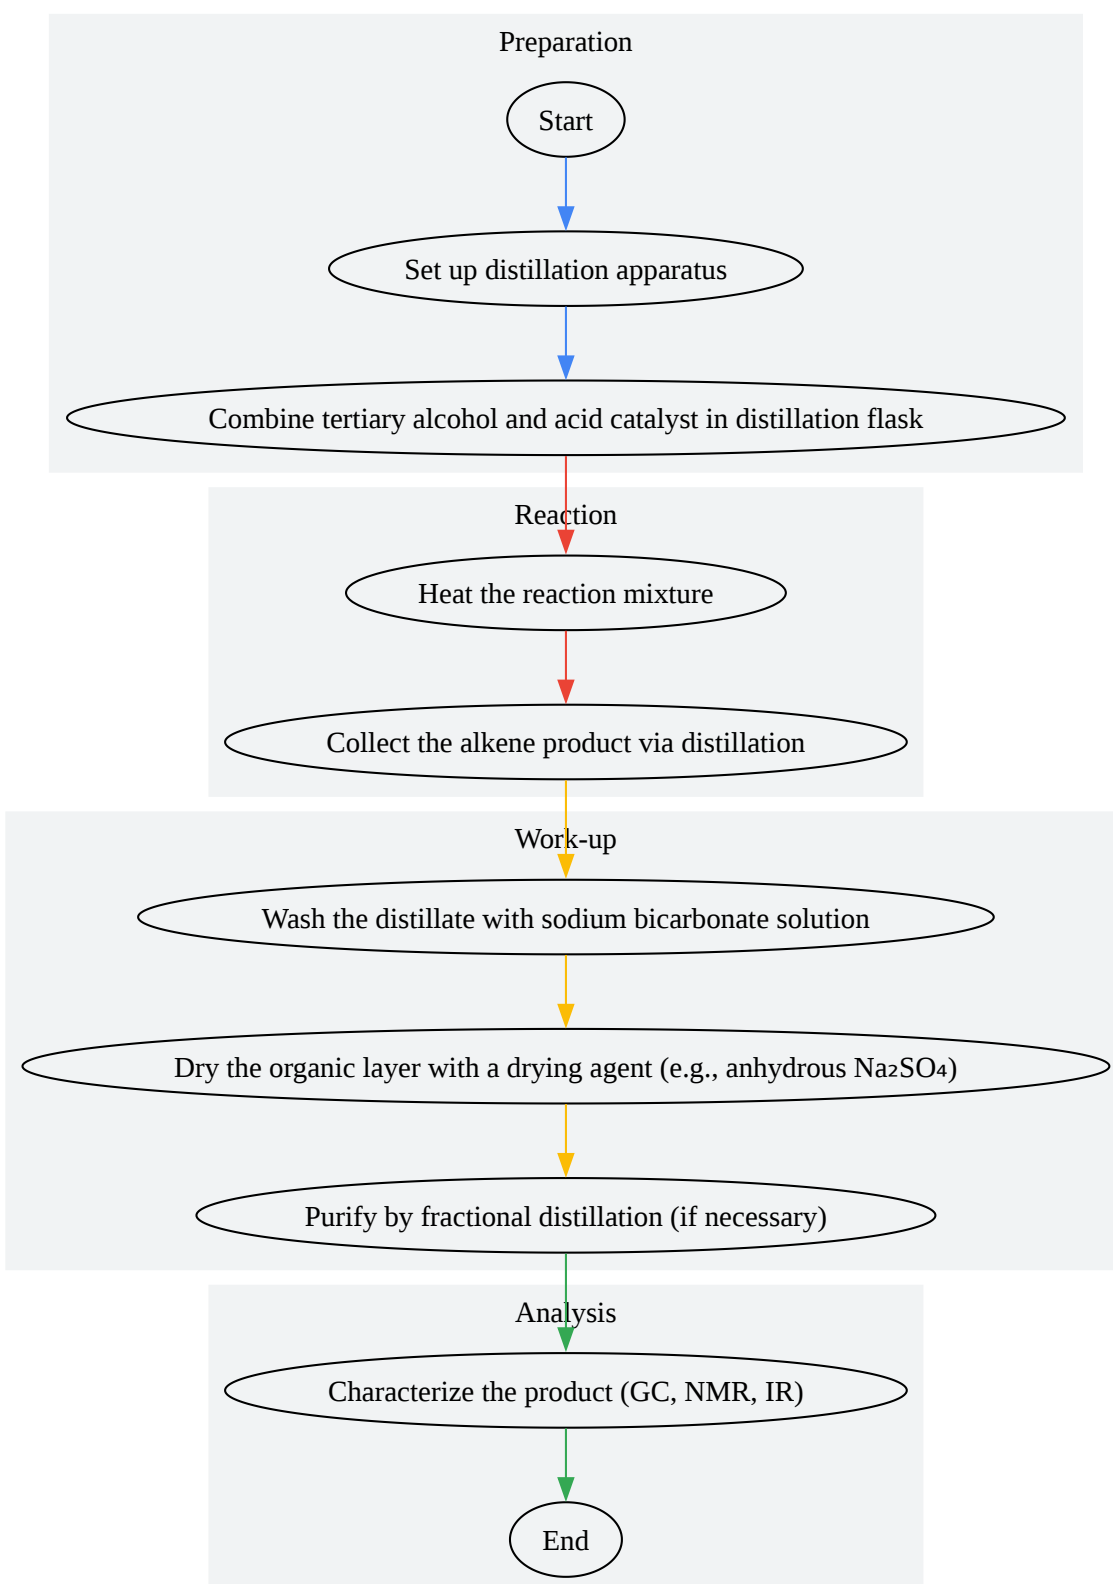 Preparation
Start
Set up distillation apparatus
Combine tertiary alcohol and acid catalyst in distillation flask
Reaction
Heat the reaction mixture
Collect the alkene product via distillation
Work-up
Wash the distillate with sodium bicarbonate solution
Dry the organic layer with a drying agent (e.g., anhydrous Na₂SO₄)
Purify by fractional distillation (if necessary)
Analysis
Characterize the product (GC, NMR, IR)
End